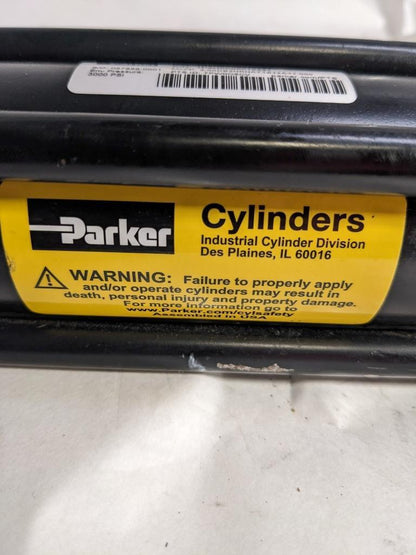 3000 PSI
Parker
Cylinders
Industrial Cylinder Division
Des Plaines, IL 60016
WARNING: Failure to properly apply
and/or operate cylinders may result in
death, personal injury and property damage.
For more information go to
www.Parker.com/cylsafety
Assembled in USA